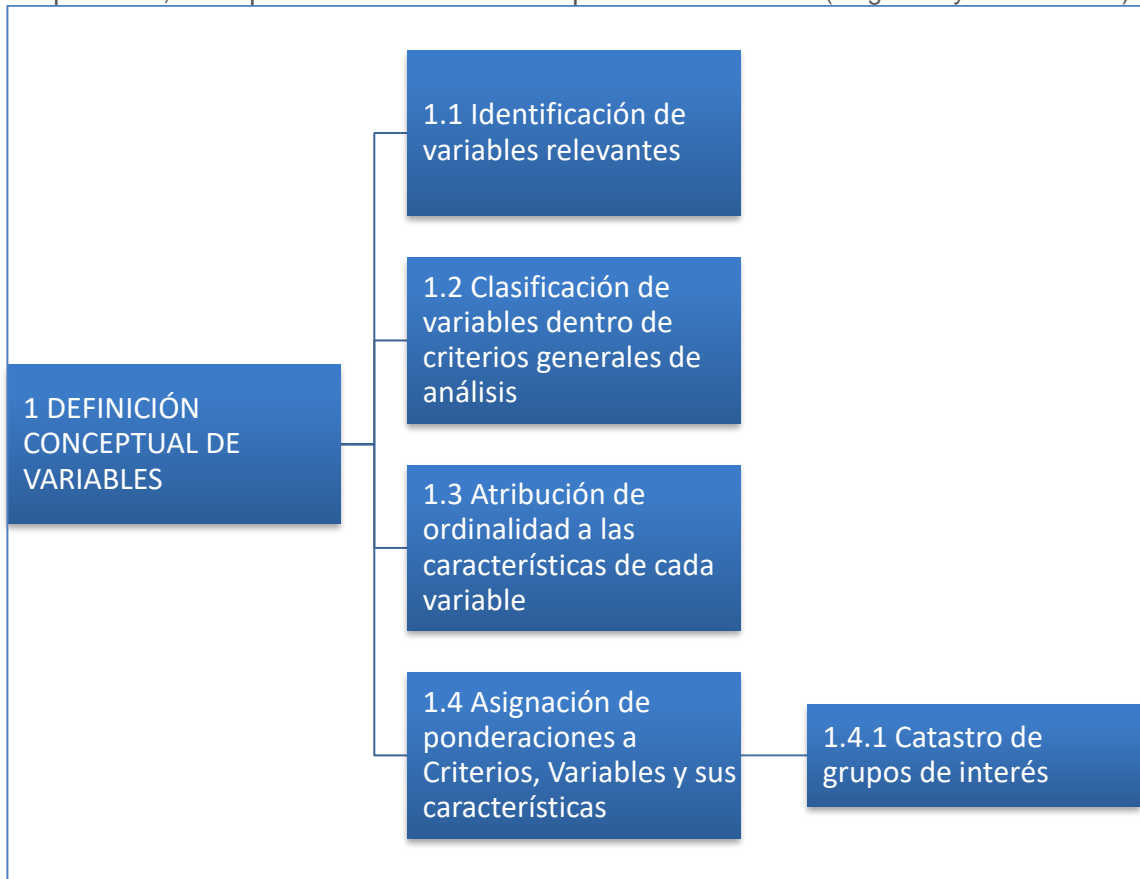 1.1 Identificación de
variables relevantes
1.2 Clasificación de
variables dentro de
criterios generales de
análisis
1 DEFINICIÓN
CONCEPTUAL DE
VARIABLES
1.3 Atribución de
ordinalidad a las
características de cada
variable
1.4 Asignación de
ponderaciones a
Criterios, Variables y sus
características
1.4.1 Catastro de
grupos de interés